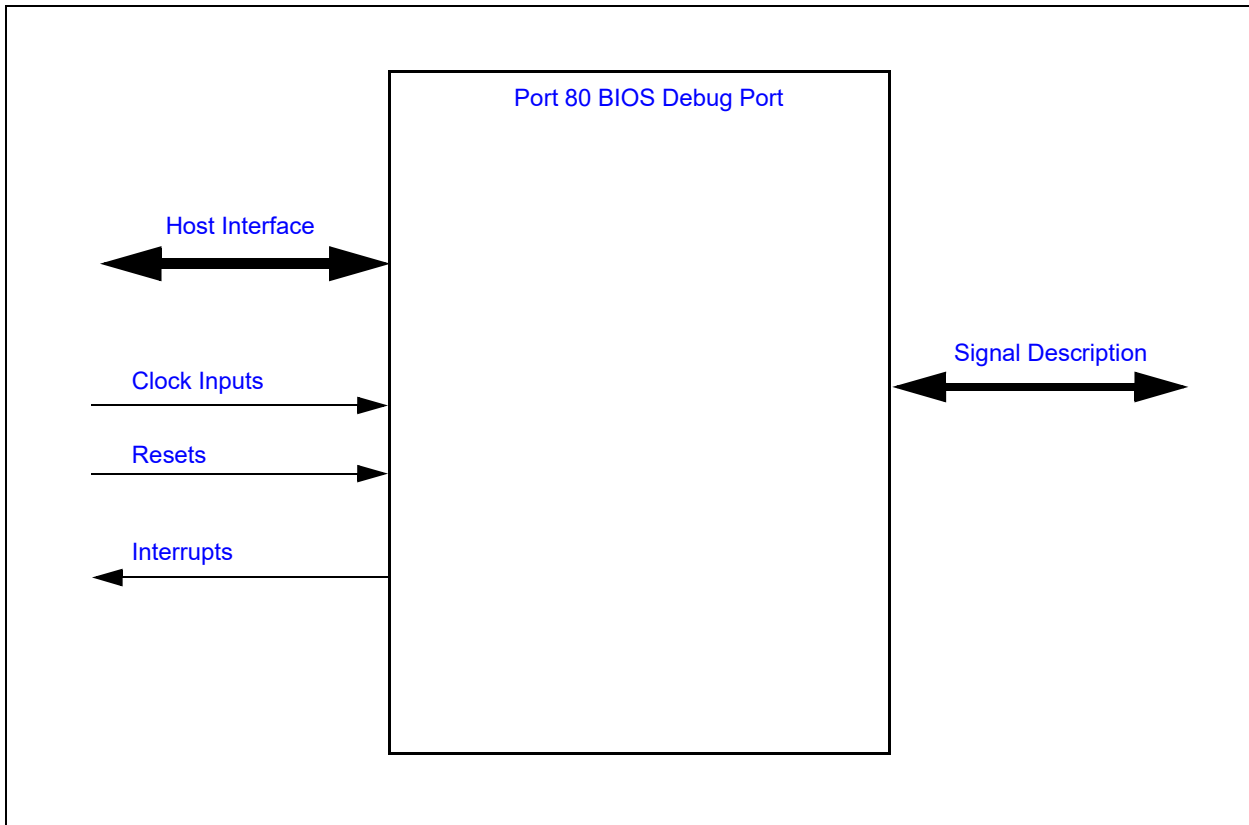 Port 80 BIOS Debug Port
Host Interface
Signal Description
Clock Inputs
Resets
Interrupts